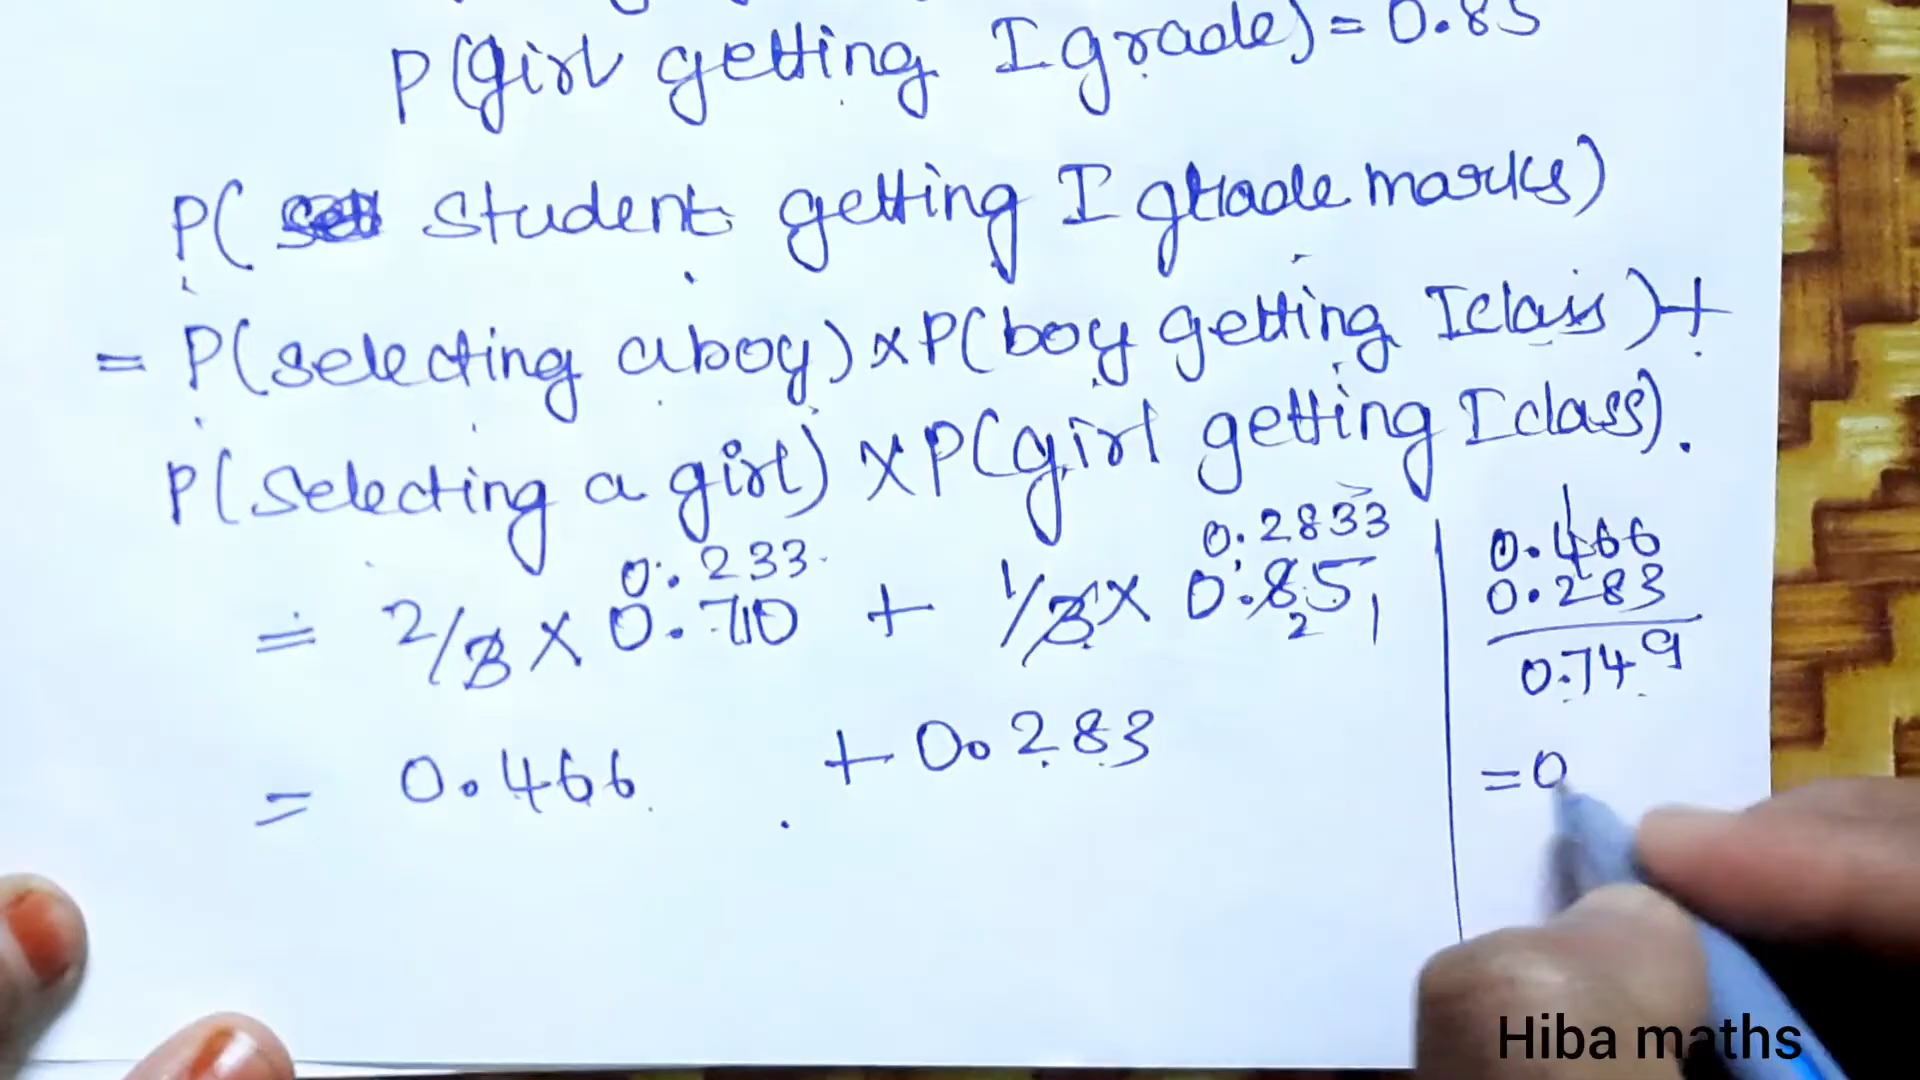 P(girl getting I grade) = 0.85
P( student getting I grade marks)
= P(selecting a boy) x P(boy getting I class) +
P(selecting a girl) x P(girl getting I class).
0.233 0.2833
= 2/3 x 0.70 + 1/3 x 0.85
= 0.466 + 0.283
0.466
0.283
0.749
= 0
Hiba maths